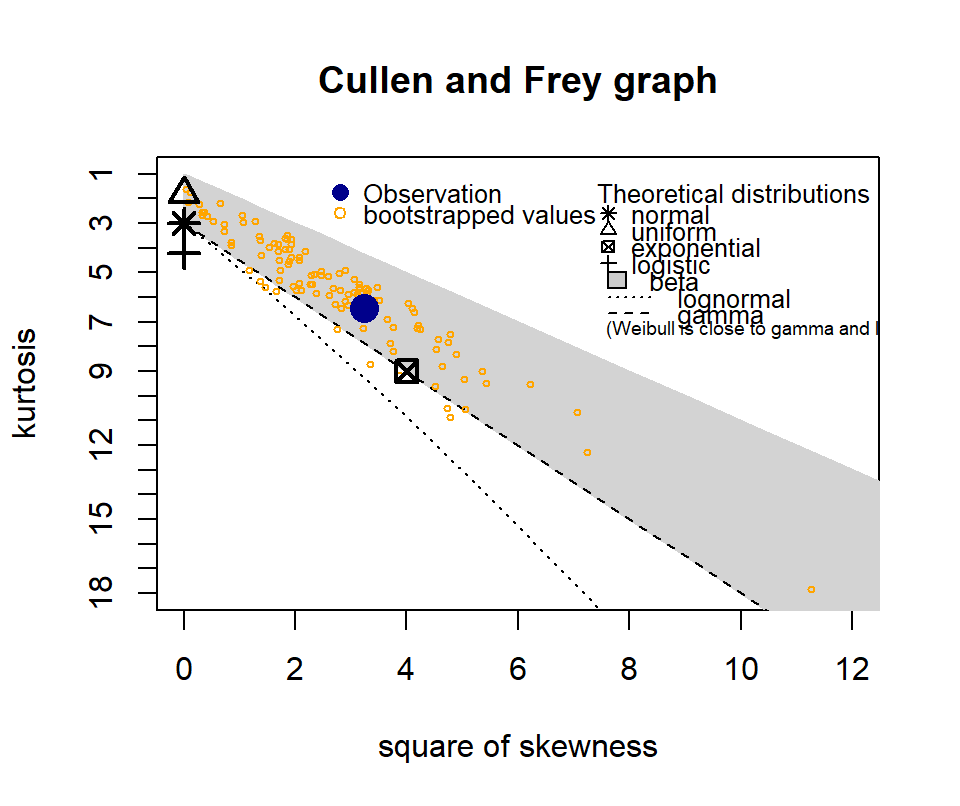 Cullen and Frey graph
Observation
bootstrapped values
Theoretical distributions
normal
uniform
exponential
logistic
beta
lognormal
gamma
(Weibull is close to gamma and l
kurtosis
1
3
5
7
9
12
15
18
0 2 4 6 8 10 12
square of skewness